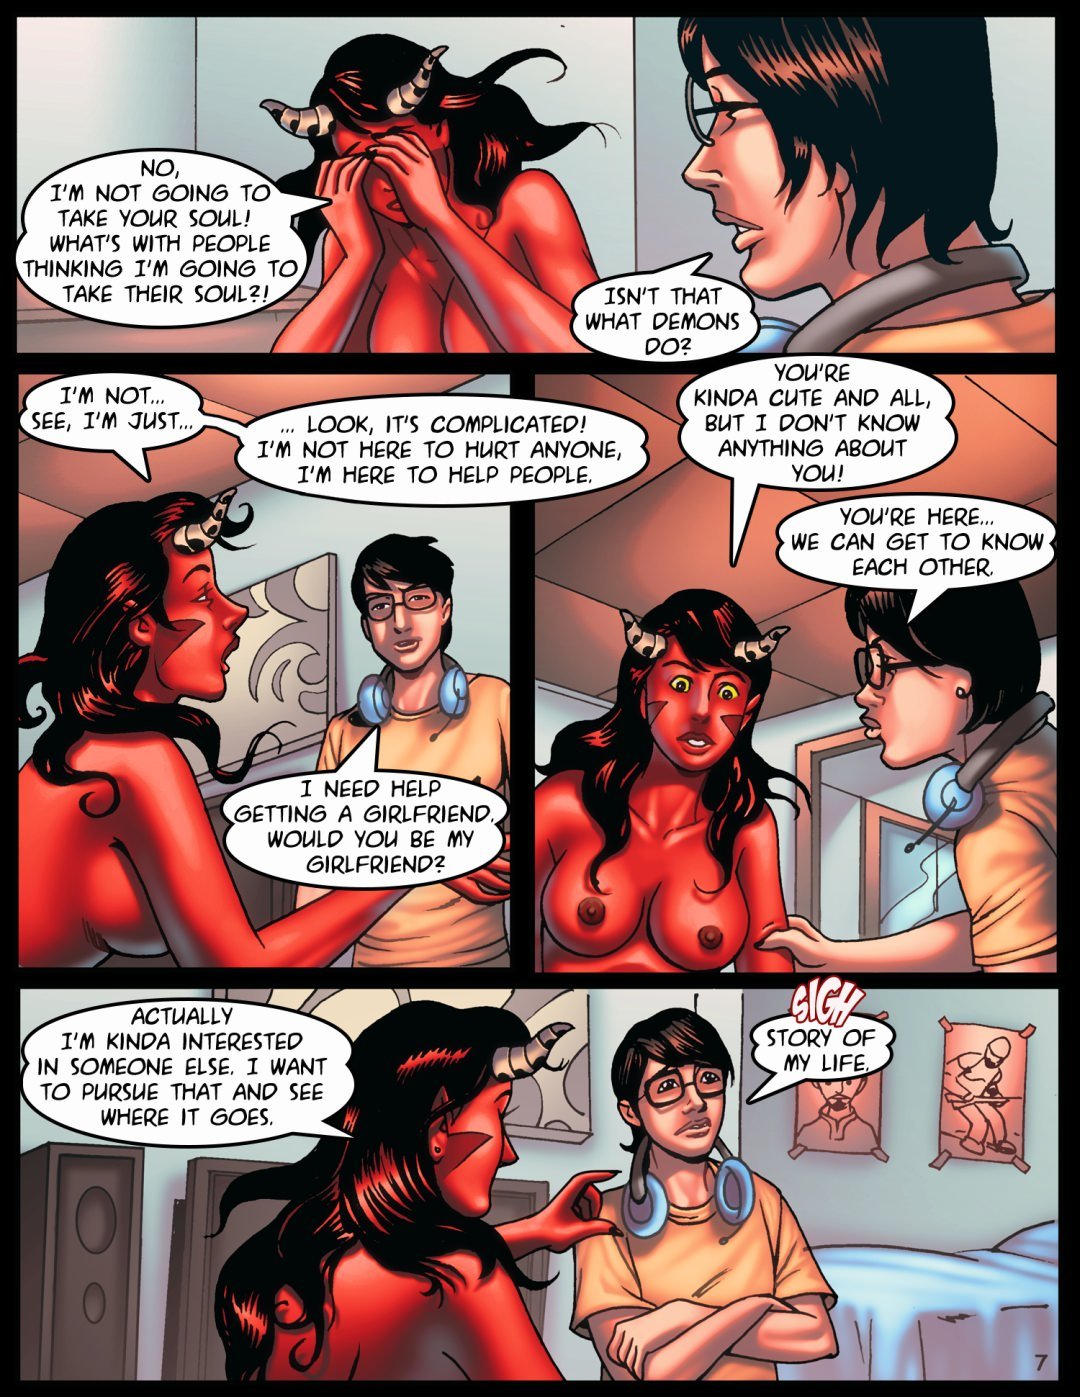 NO,
I'M NOT GOING TO
TAKE YOUR SOUL!
WHAT'S WITH PEOPLE
THINKING I'M GOING TO
TAKE THEIR SOUL?!
ISN'T THAT
WHAT DEMONS
DO?
I'M NOT...
SEE, I'M JUST...
... LOOK, IT'S COMPLICATED!
I'M NOT HERE TO HURT ANYONE,
I'M HERE TO HELP PEOPLE.
I NEED HELP
GETTING A GIRLFRIEND.
WOULD YOU BE MY
GIRLFRIEND?
YOU'RE
KINDA CUTE AND ALL,
BUT I DON'T KNOW
ANYTHING ABOUT
YOU!
YOU'RE HERE...
WE CAN GET TO KNOW
EACH OTHER.
ACTUALLY
I'M KINDA INTERESTED
IN SOMEONE ELSE. I WANT
TO PURSUE THAT AND SEE
WHERE IT GOES.
SIGH
STORY OF
MY LIFE.
7